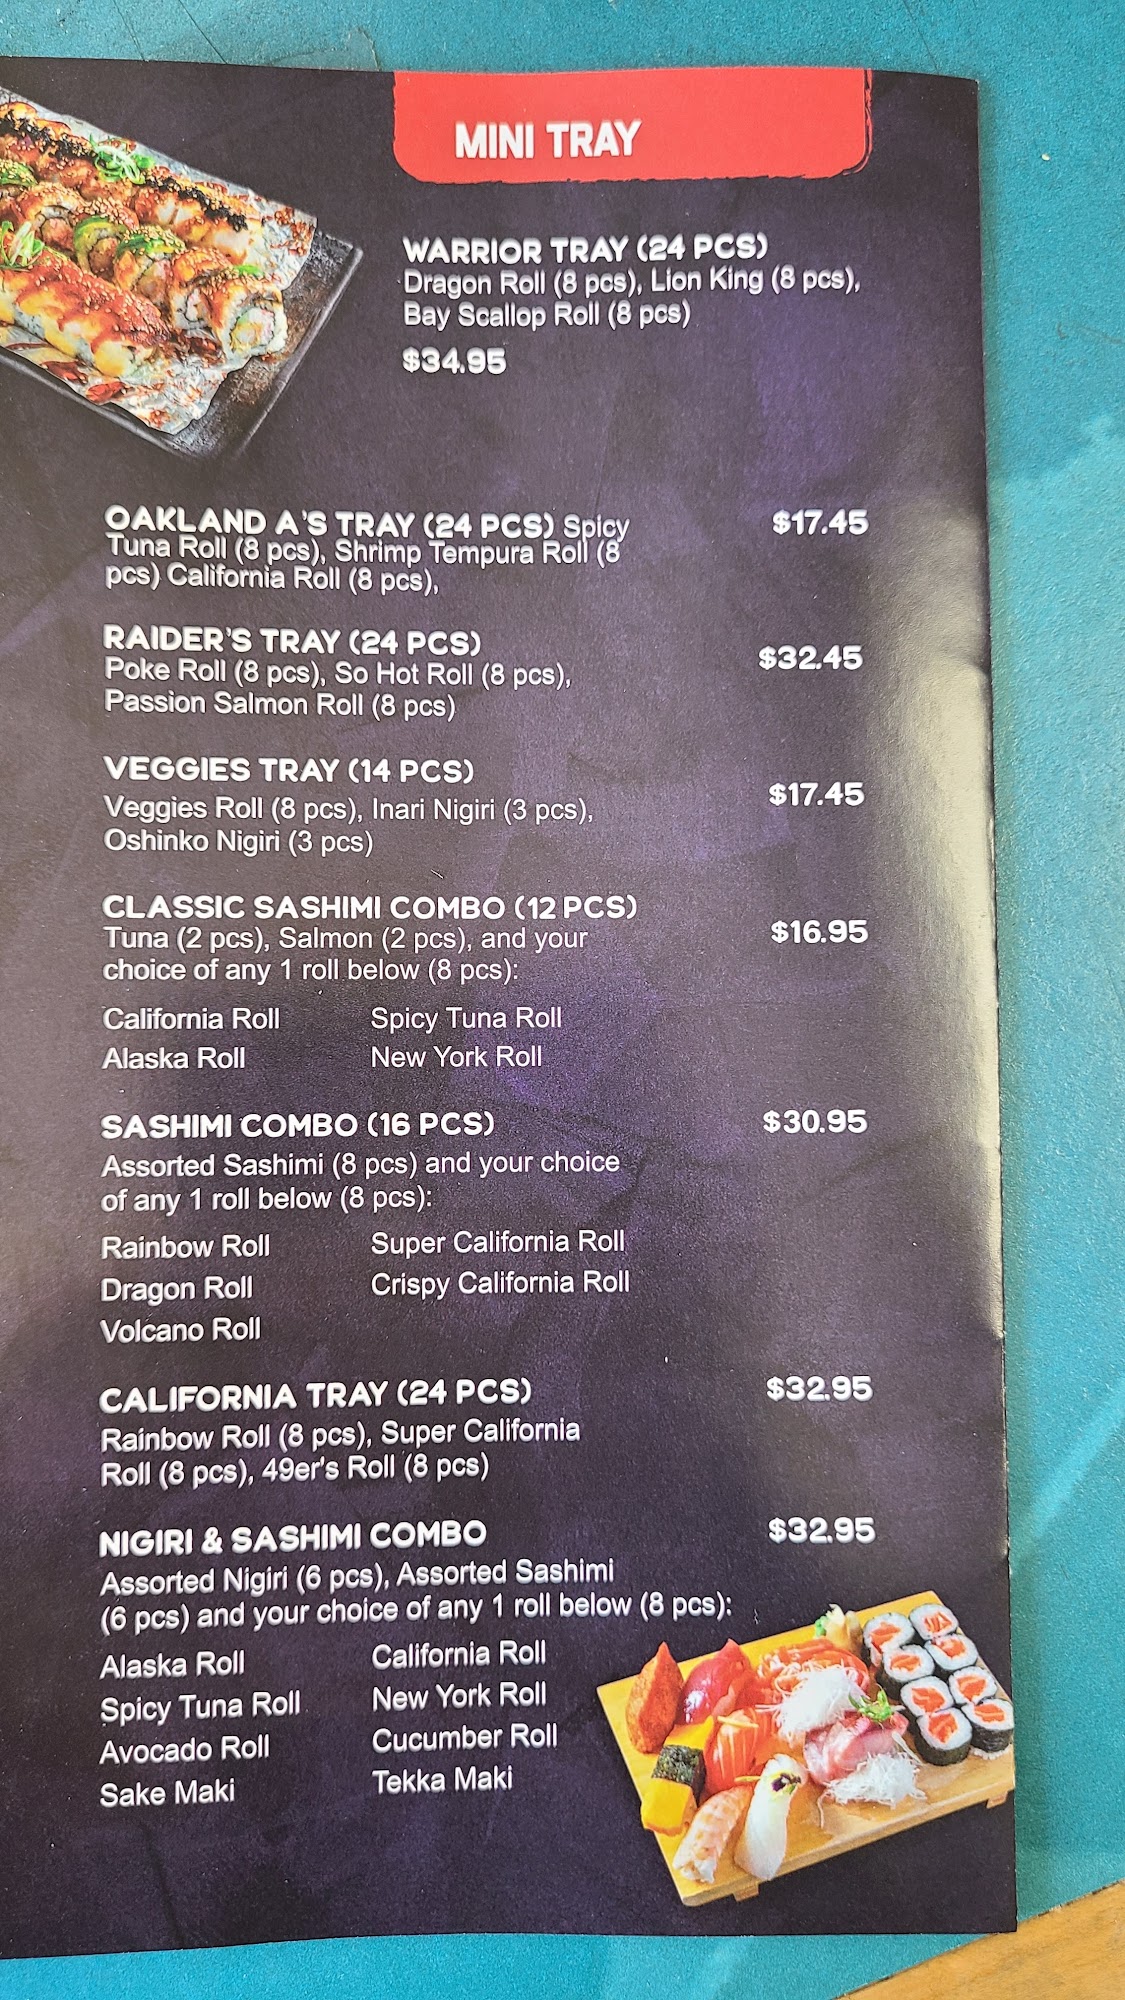 MINI TRAY
WARRIOR TRAY (24 PCS)
Dragon Roll (8 pcs), Lion King (8 pcs),
Bay Scallop Roll (8 pcs)
$34.95
OAKLAND A'S TRAY (24 PCS) Spicy $17.45
Tuna Roll (8 pcs), Shrimp Tempura Roll (8
pcs) California Roll (8 pcs),
RAIDER'S TRAY (24 PCS) $32.45
Poke Roll (8 pcs), So Hot Roll (8 pcs),
Passion Salmon Roll (8 pcs)
VEGGIES TRAY (14 PCS) $17.45
Veggies Roll (8 pcs), Inari Nigiri (3 pcs),
Oshinko Nigiri (3 pcs)
CLASSIC SASHIMI COMBO (12 PCS) $16.95
Tuna (2 pcs), Salmon (2 pcs), and your
choice of any 1 roll below (8 pcs):
California Roll Spicy Tuna Roll
Alaska Roll New York Roll
SASHIMI COMBO (16 PCS) $30.95
Assorted Sashimi (8 pcs) and your choice
of any 1 roll below (8 pcs):
Rainbow Roll Super California Roll
Dragon Roll Crispy California Roll
Volcano Roll
CALIFORNIA TRAY (24 PCS) $32.95
Rainbow Roll (8 pcs), Super California
Roll (8 pcs), 49er's Roll (8 pcs)
NIGIRI & SASHIMI COMBO $32.95
Assorted Nigiri (6 pcs), Assorted Sashimi
(6 pcs) and your choice of any 1 roll below (8 pcs):
Alaska Roll California Roll
Spicy Tuna Roll New York Roll
Avocado Roll Cucumber Roll
Sake Maki Tekka Maki